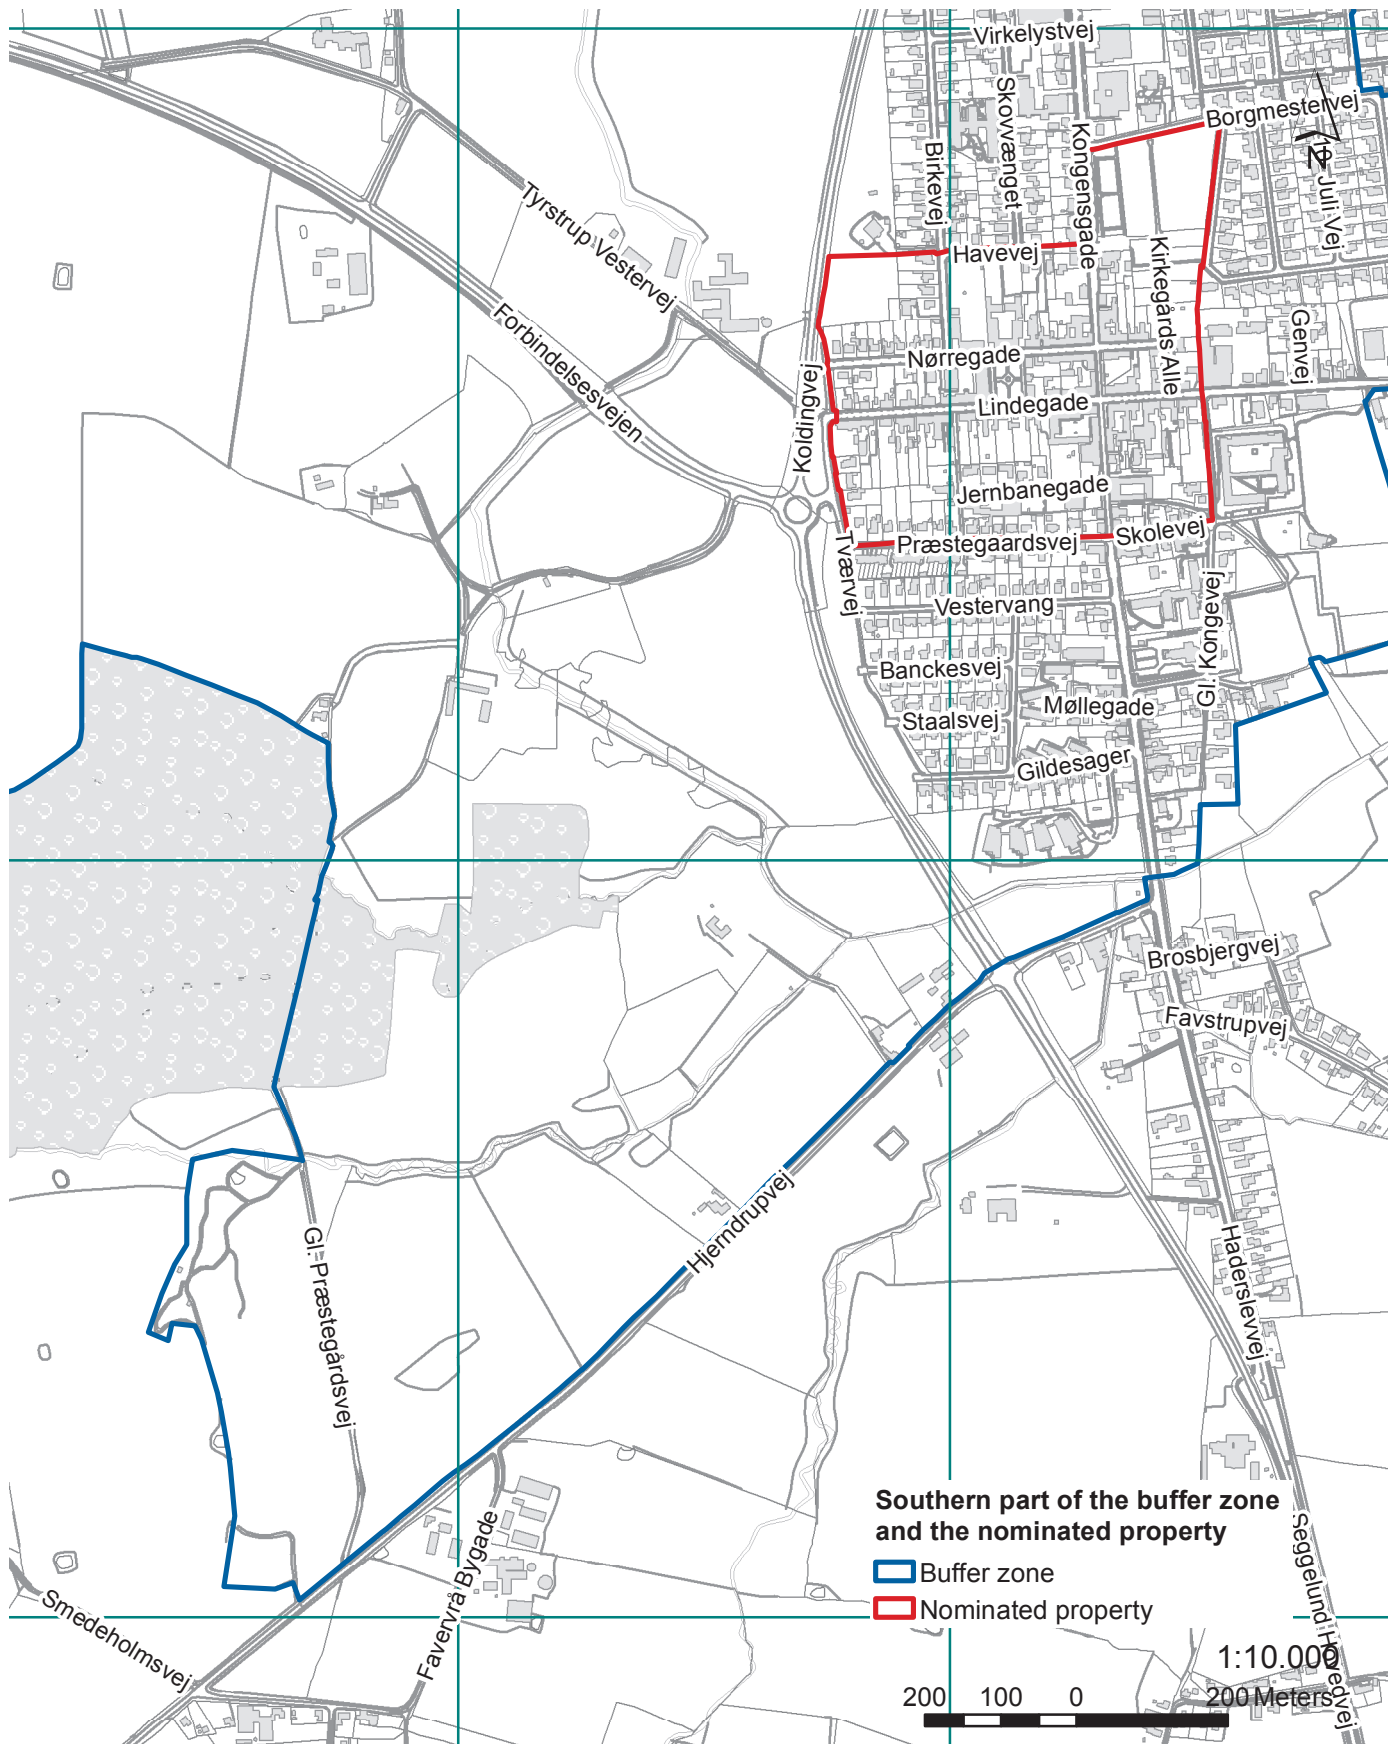 Virkelystvej
Borgmestervej
Skovvænget
Kongensgade
Birkevej
10. Juli Vej
N
Tyrstrup Vestervej
Havevej
Kirkegårds Alle
Forbindelsesvejen
Genvej
Nørregade
Koldingvej
Lindegade
Jernbanegade
Præstegaardsvej
Skolevej
Tværvej
Vestervang
Gl. Kongevej
Banckesvej
Møllegade
Staalsvej
Gildesager
Brosbjergvej
Favstrupvej
Hjerndrupvej
Gl. Præstegårdsvej
Haderslevvej
Southern part of the buffer zone
and the nominated property
Buffer zone
Nominated property
Seggelund Hovedvej
Favervrå Bygade
Smedeholmsvej
1:10.000
200 100 0 200 Meters